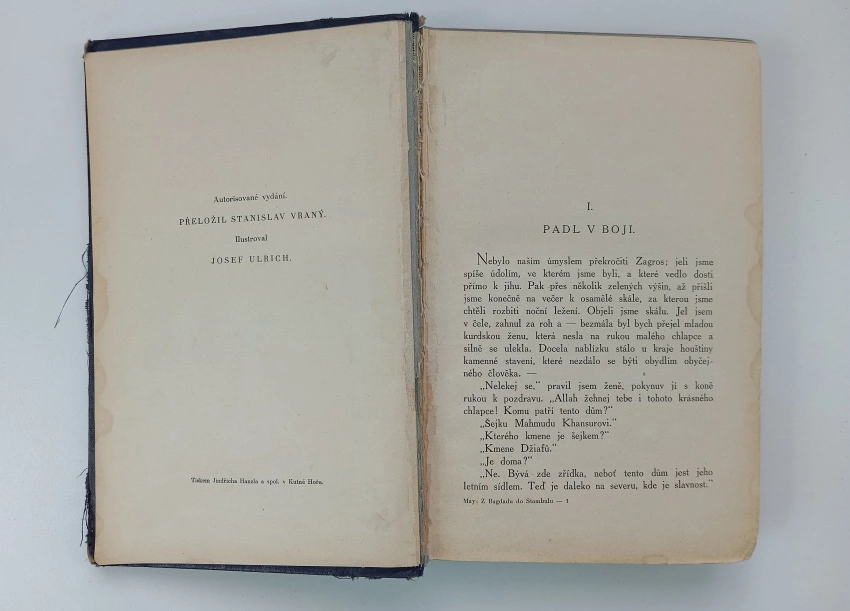 Autorisované vydání.
PŘELOŽIL STANISLAV VRANÝ.
Ilustroval
JOSEF ULRICH.
Tiskem Jindřicha Hanzla a spol. v Kutné Hoře.
I.
PADL V BOJI.
Nebylo naším úmyslem překročiti Zagros; jeli jsme
spíše údolím, ve kterém jsme byli, a které vedlo dosti
přímo k jihu. Pak přes několik zelených výšin, až přišli
jsme konečně na večer k osamělé skále, za kterou jsme
chtěli rozbíti noční ležení. Objeli jsme skálu. Jel jsem
v čele, zahnul za roh a — bezmála byl bych přejel mladou
kurdskou ženu, která nesla na rukou malého chlapce a
silně se ulekla. Docela nablízku stálo u kraje houštiny
kamenné stavení, které nezdálo se býti obydlím obyčej-
ného člověka. —
„Nelekej se,“ pravil jsem ženě, pokynuv jí s koně
rukou k pozdravu. „Allah žehnej tebe i tohoto krásného
chlapce! Komu patří tento dům?“
„Šejku Mahmudu Khansurovi.“
„Kterého kmene je šejkem?“
„Kmene Džiafů.“
„Je doma?“
„Ne. Bývá zde zřídka, neboť tento dům jest jeho
letním sídlem. Teď je daleko na severu, kde je slavnost.“
May: Z Bagdadu do Stambulu — 1